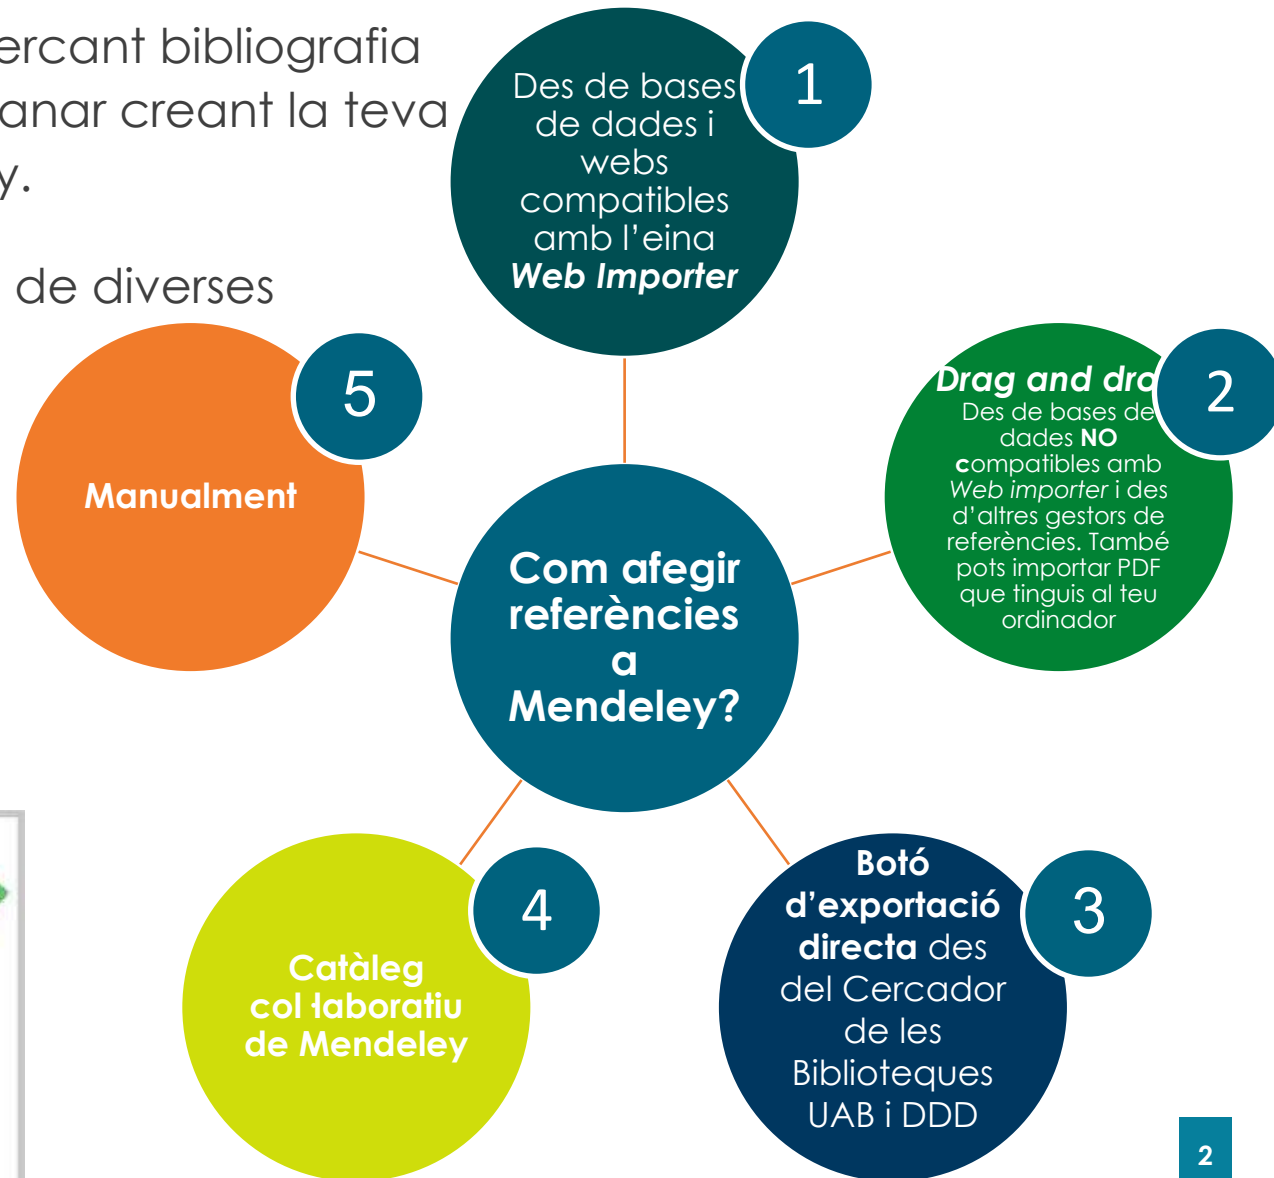 ercant bibliografia
anar creant la teva
y.
de diverses
Des de bases
de dades i
webs
compatibles
amb l'eina
Web Importer
1
Drag and dro
Des de bases de
dades NO
compatibles amb
Web importer i des
d'altres gestors de
referències. També
pots importar PDF
que tinguis al teu
ordinador
2
Botó
d'exportació
directa des
del Cercador
de les
Biblioteques
UAB i DDD
3
Catàleg
col·laboratiu
de Mendeley
4
Manualment
5
Com afegir
referències
a
Mendeley?
2